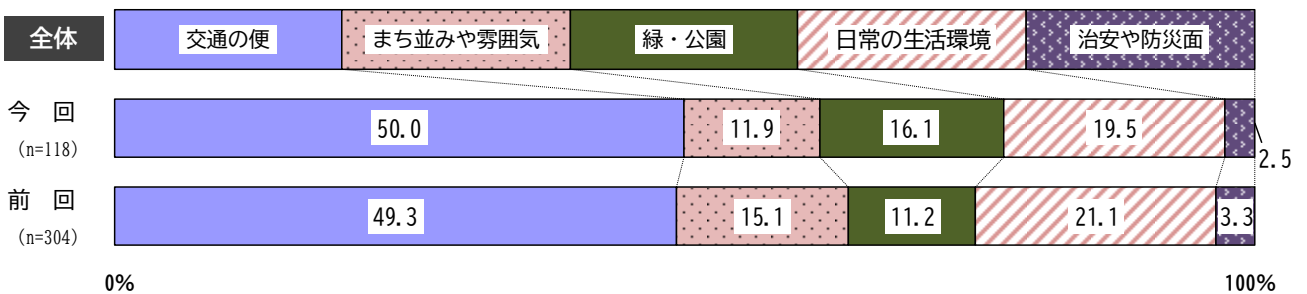 全体 交通の便 まち並みや雰囲気 緑・公園 日常の生活環境 治安や防災面
今 回 50.0 11.9 16.1 19.5
(n=118) 2.5
前 回 49.3 15.1 11.2 21.1 3.3
(n=304)
0% 100%